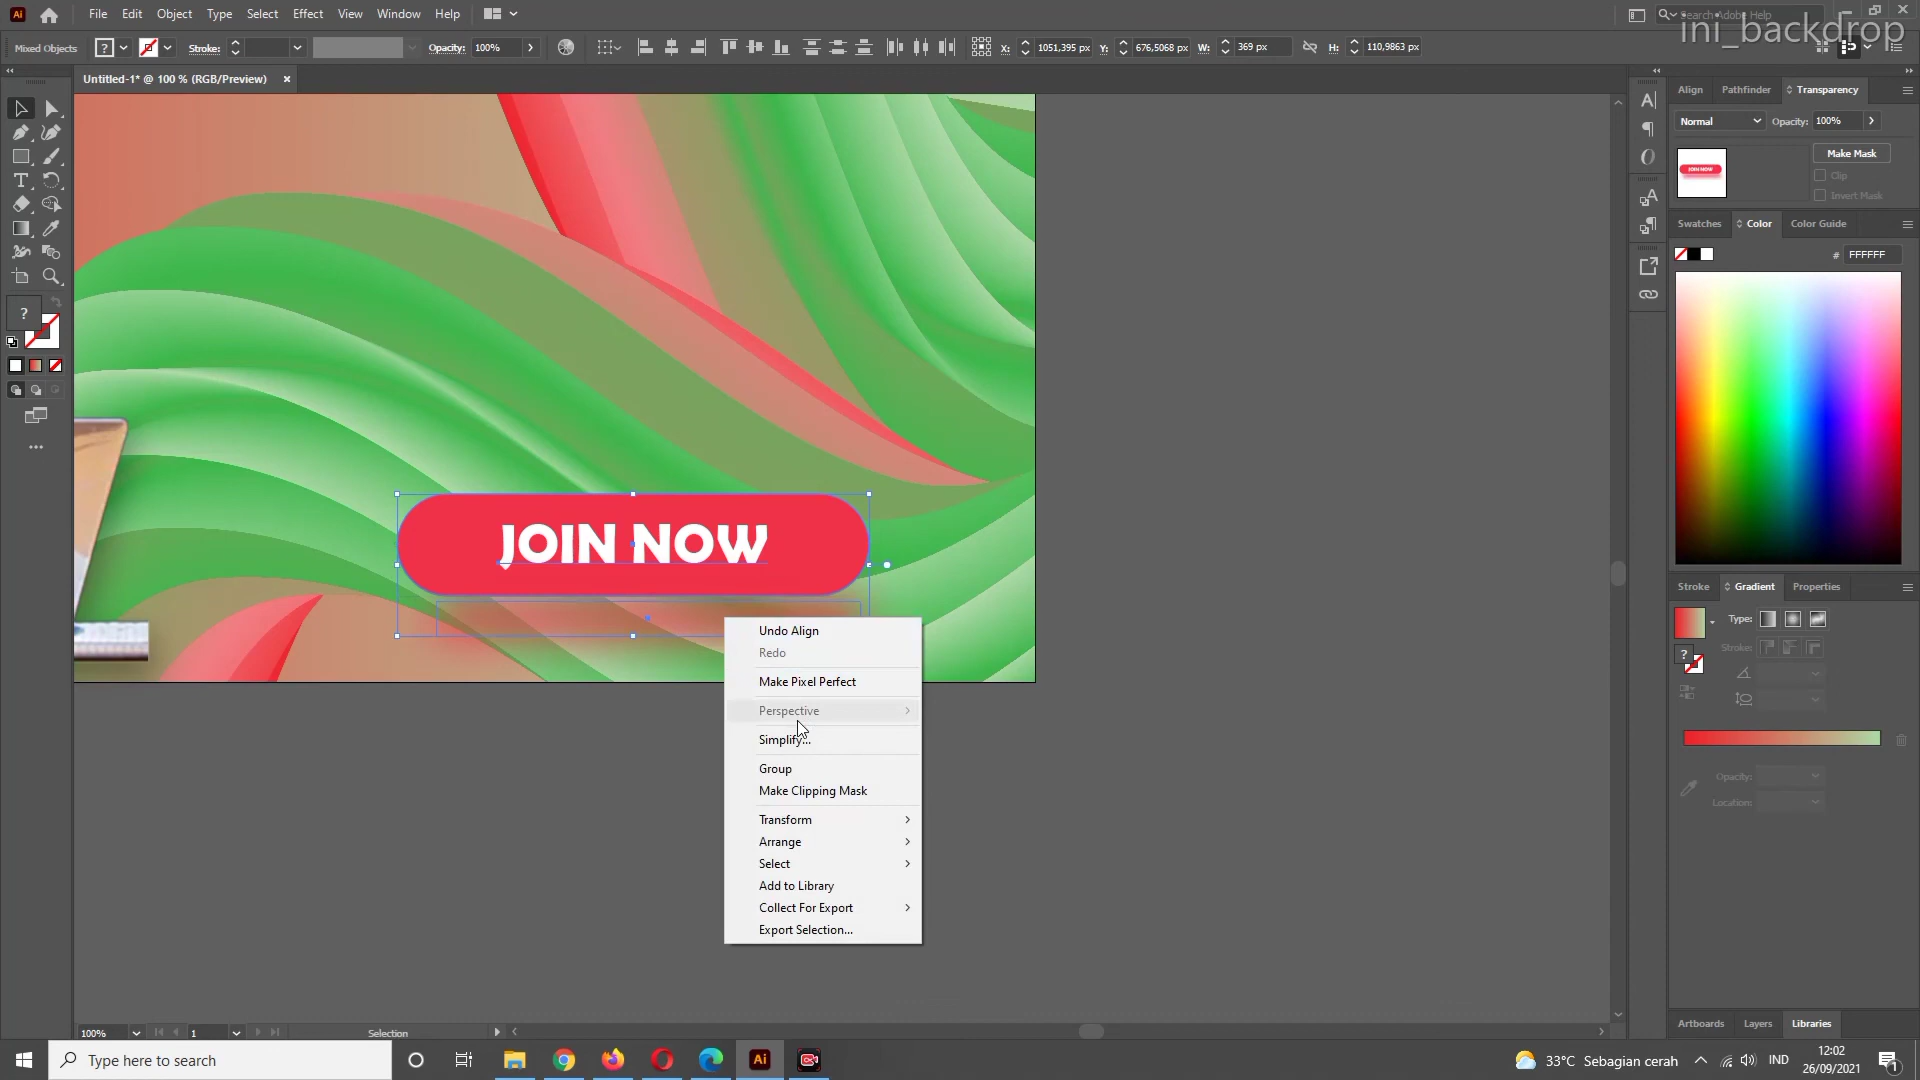 File Edit Object Type Select Effect View Window Help
Search Adobe Help
ini_backdrop
Mixed Objects
Stroke:
Opacity: 100%
X: 1051,395 px
Y: 676,5068 px
W: 369 px
H: 110,9863 px
Untitled-1* @ 100 % (RGB/Preview)
Align Pathfinder Transparency
Normal
Opacity: 100%
Make Mask
Clip
Invert Mask
Swatches Color Color Guide
# FFFFFF
JOIN NOW
JOIN NOW
Undo Align
Redo
Make Pixel Perfect
Perspective
Simplify...
Group
Make Clipping Mask
Transform
Arrange
Select
Add to Library
Collect For Export
Export Selection...
Stroke Gradient Properties
Type:
Stroke:
Opacity:
Location:
Artboards Layers Libraries
100%
1
Selection
Type here to search
33°C Sebagian cerah
IND
12:02
26/09/2021